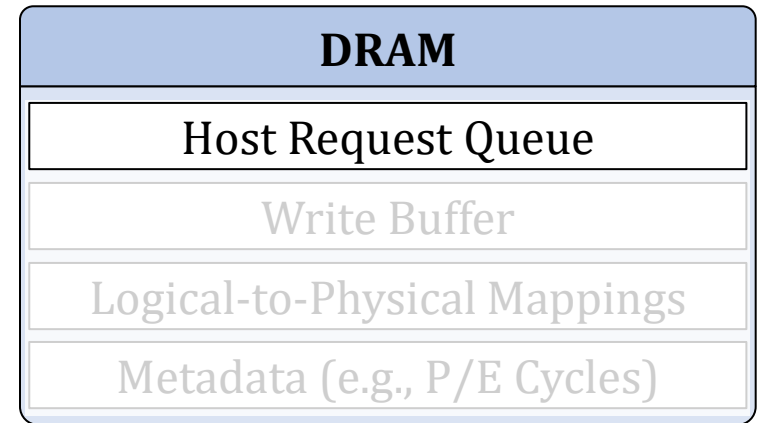 DRAM
Host Request Queue
Write Buffer
Logical-to-Physical Mappings
Metadata (e.g., P/E Cycles)